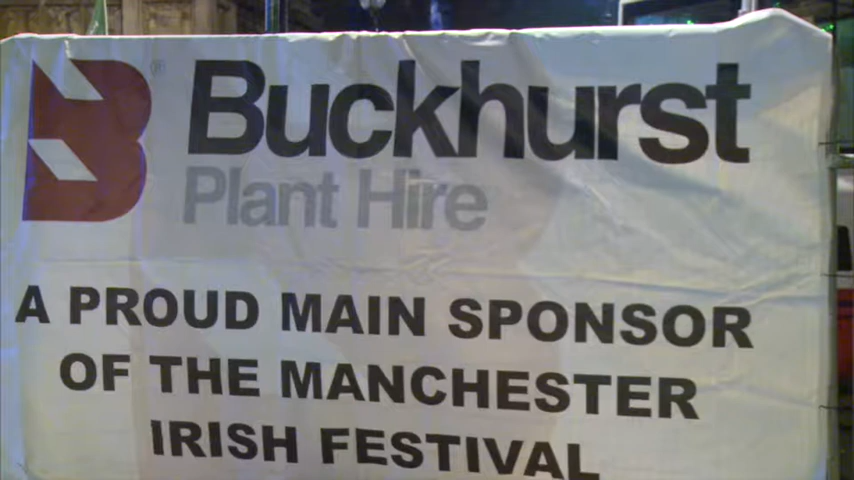 Buckhurst
Plant Hire
A PROUD MAIN SPONSOR
OF THE MANCHESTER
IRISH FESTIVAL